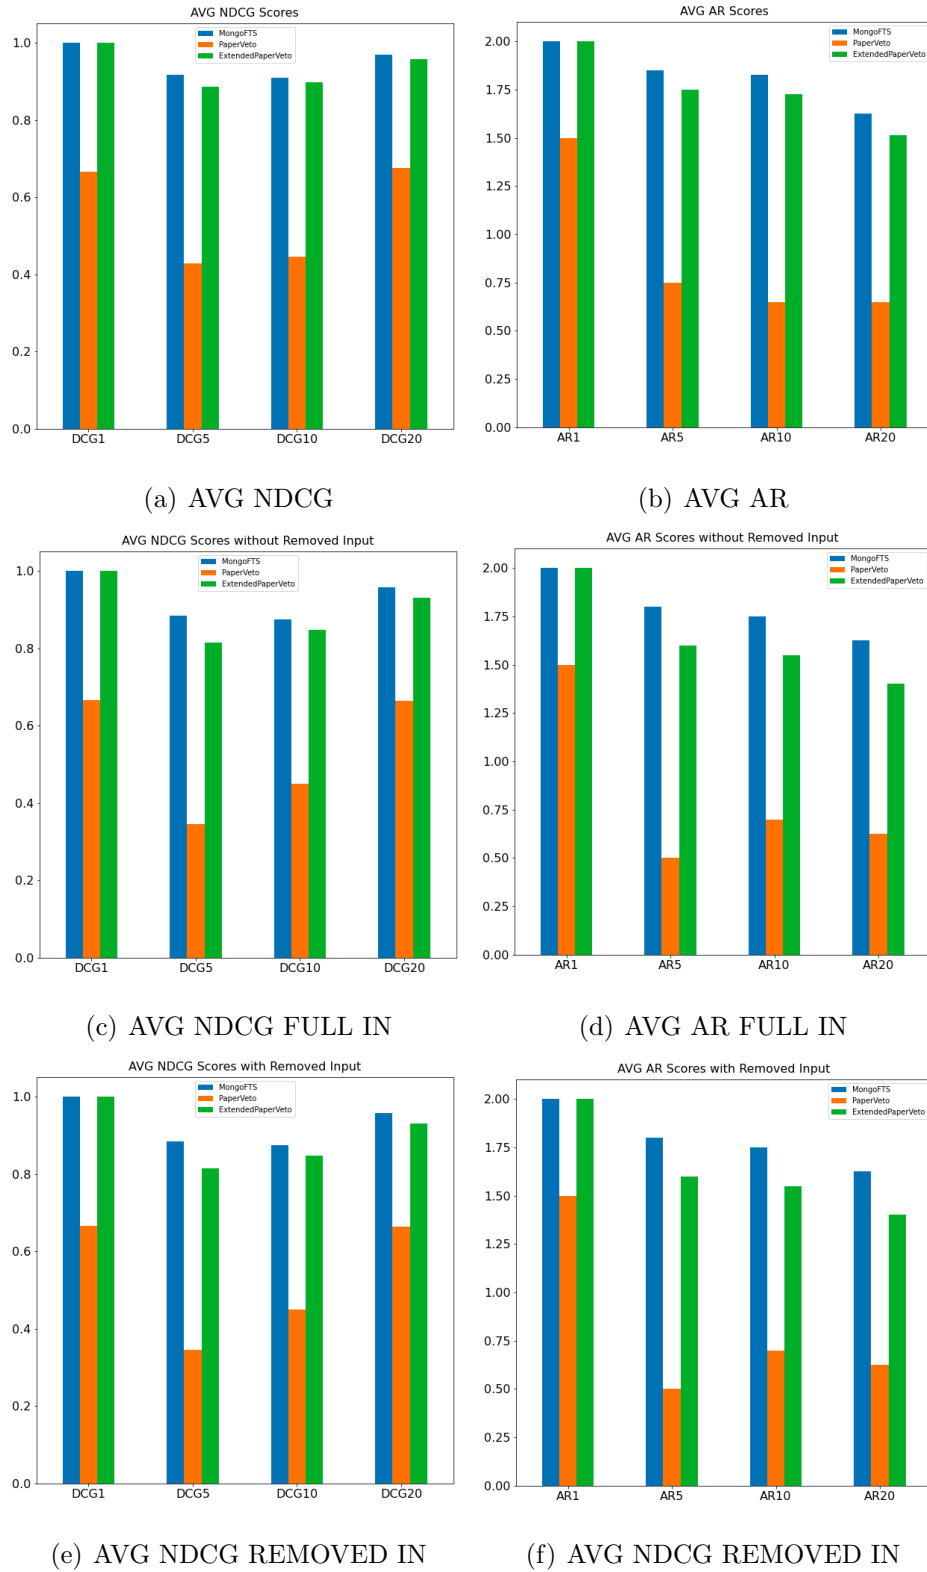 AVG NDCG Scores
MongoFTS
PaperVeto
ExtendedPaperVeto
1.0
0.8
0.6
0.4
0.2
0.0
DCG1 DCG5 DCG10 DCG20
(a) AVG NDCG
AVG AR Scores
MongoFTS
PaperVeto
ExtendedPaperVeto
2.00
1.75
1.50
1.25
1.00
0.75
0.50
0.25
0.00
AR1 AR5 AR10 AR20
(b) AVG AR
AVG NDCG Scores without Removed Input
MongoFTS
PaperVeto
ExtendedPaperVeto
1.0
0.8
0.6
0.4
0.2
0.0
DCG1 DCG5 DCG10 DCG20
(c) AVG NDCG FULL IN
AVG AR Scores without Removed Input
MongoFTS
PaperVeto
ExtendedPaperVeto
2.00
1.75
1.50
1.25
1.00
0.75
0.50
0.25
0.00
AR1 AR5 AR10 AR20
(d) AVG AR FULL IN
AVG NDCG Scores with Removed Input
MongoFTS
PaperVeto
ExtendedPaperVeto
1.0
0.8
0.6
0.4
0.2
0.0
DCG1 DCG5 DCG10 DCG20
(e) AVG NDCG REMOVED IN
AVG AR Scores with Removed Input
MongoFTS
PaperVeto
ExtendedPaperVeto
2.00
1.75
1.50
1.25
1.00
0.75
0.50
0.25
0.00
AR1 AR5 AR10 AR20
(f) AVG NDCG REMOVED IN